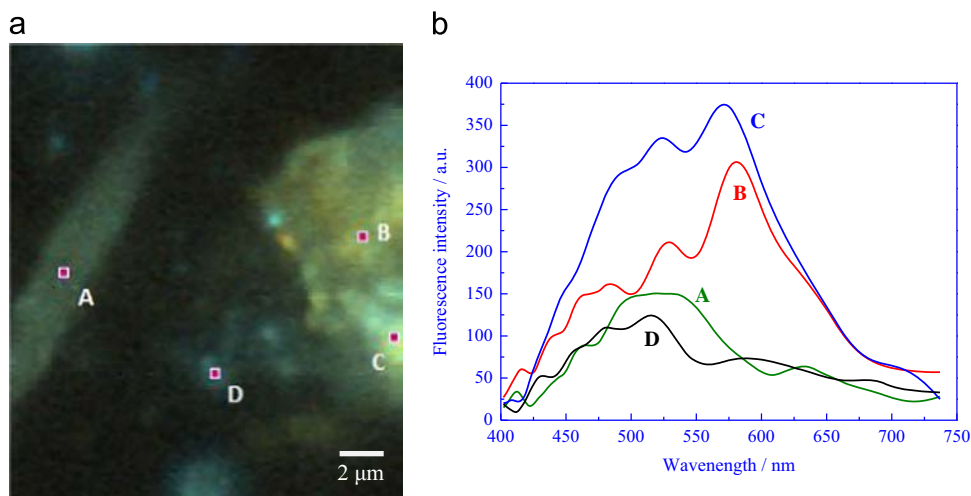 a
A
B
C
D
2 μm
b
Fluorescence intensity / a.u.
400
350
300
250
200
150
100
50
0
C
B
A
D
400 450 500 550 600 650 700 750
Wavenength / nm